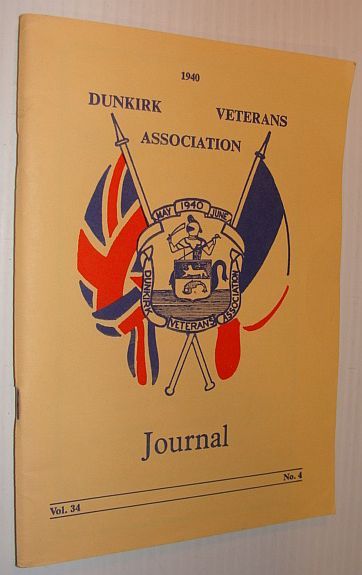 1940
DUNKIRK VETERANS
ASSOCIATION
MAY 1940 JUNE
DUNKIRK VETERANS ASSOCIATION
Journal
Vol. 34 No. 4